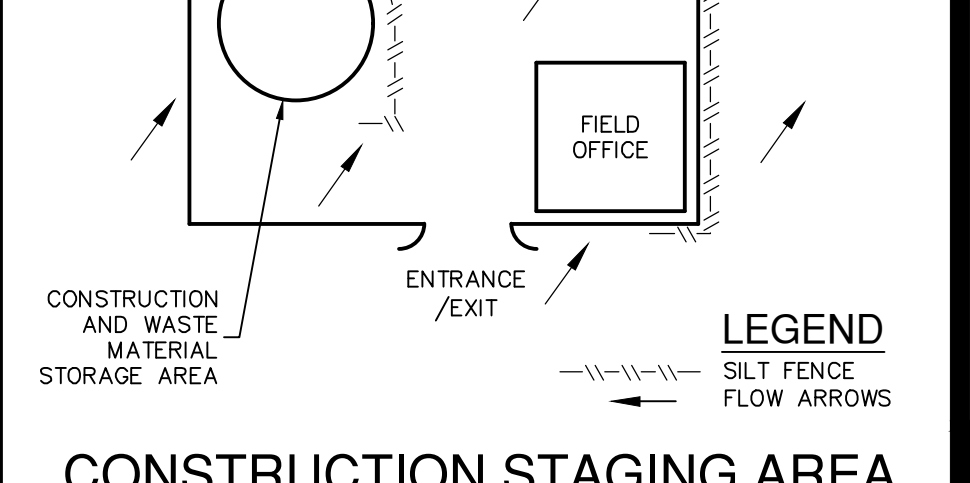 FIELD
OFFICE
ENTRANCE
/EXIT
CONSTRUCTION
AND WASTE
MATERIAL
STORAGE AREA
LEGEND
SILT FENCE
FLOW ARROWS
CONSTRUCTION STAGING AREA